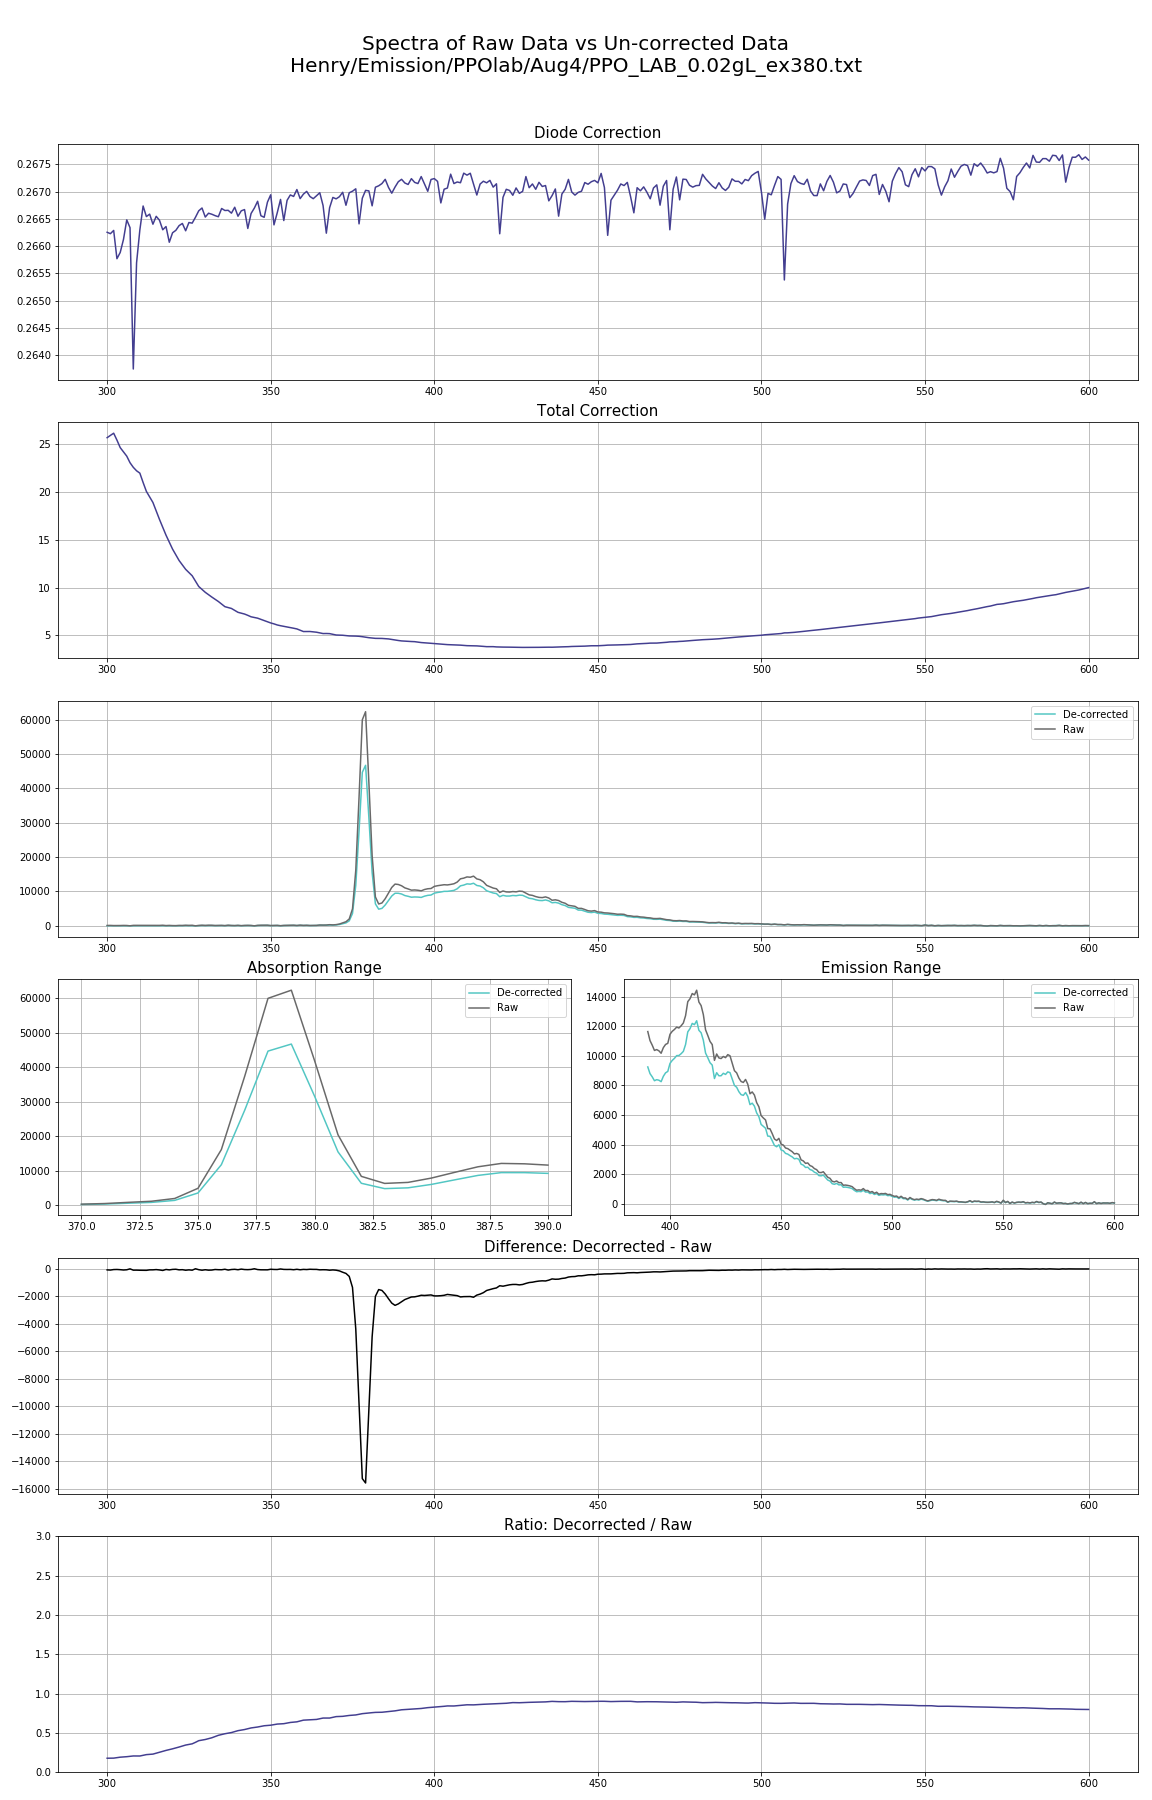 Spectra of Raw Data vs Un-corrected Data
Henry/Emission/PPOlab/Aug4/PPO_LAB_0.02gL_ex380.txt
Diode Correction
0.2675
0.2670
0.2665
0.2660
0.2655
0.2650
0.2645
0.2640
300 350 400 450 500 550 600
Total Correction
25
20
15
10
5
300 350 400 450 500 550 600
60000
50000
40000
30000
20000
10000
0
De-corrected
Raw
300 350 400 450 500 550 600
Absorption Range
60000
50000
40000
30000
20000
10000
0
De-corrected
Raw
370.0 372.5 375.0 377.5 380.0 382.5 385.0 387.5 390.0
Emission Range
14000
12000
10000
8000
6000
4000
2000
0
De-corrected
Raw
400 450 500 550 600
Difference: Decorrected - Raw
0
−2000
−4000
−6000
−8000
−10000
−12000
−14000
−16000
300 350 400 450 500 550 600
Ratio: Decorrected / Raw
3.0
2.5
2.0
1.5
1.0
0.5
0.0
300 350 400 450 500 550 600